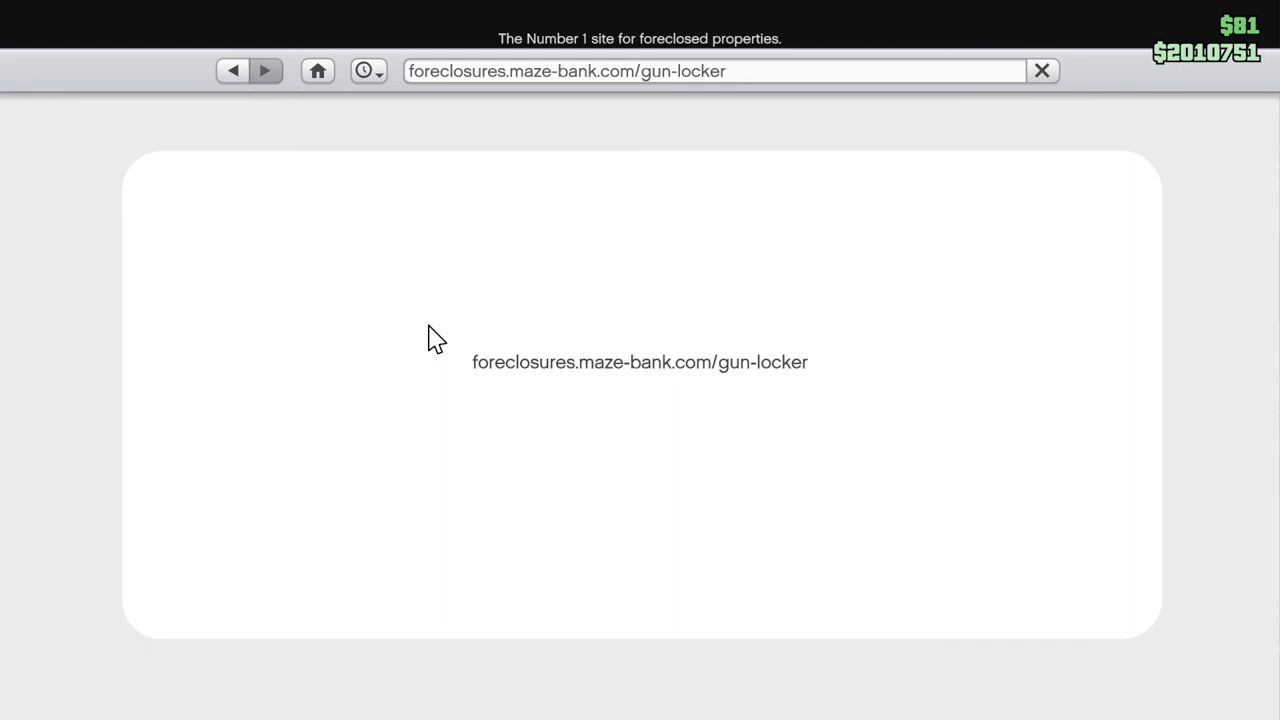 The Number 1 site for foreclosed properties.
$81
$2010751
foreclosures.maze-bank.com/gun-locker
foreclosures.maze-bank.com/gun-locker